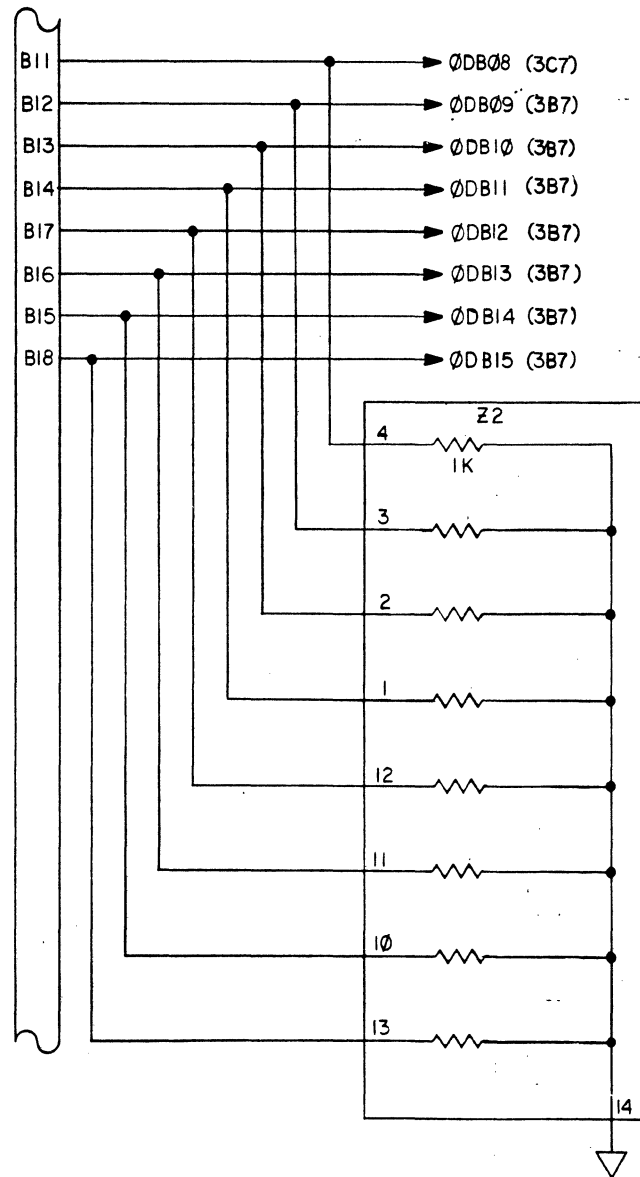 B11 ØDBØ8 (3C7)
B12 ØDBØ9 (3B7)
B13 ØDB1Ø (3B7)
B14 ØDB11 (3B7)
B17 ØDB12 (3B7)
B16 ØDB13 (3B7)
B15 ØDB14 (3B7)
B18 ØDB15 (3B7)
Z2
4
1K
3
2
1
12
11
1Ø
13
14